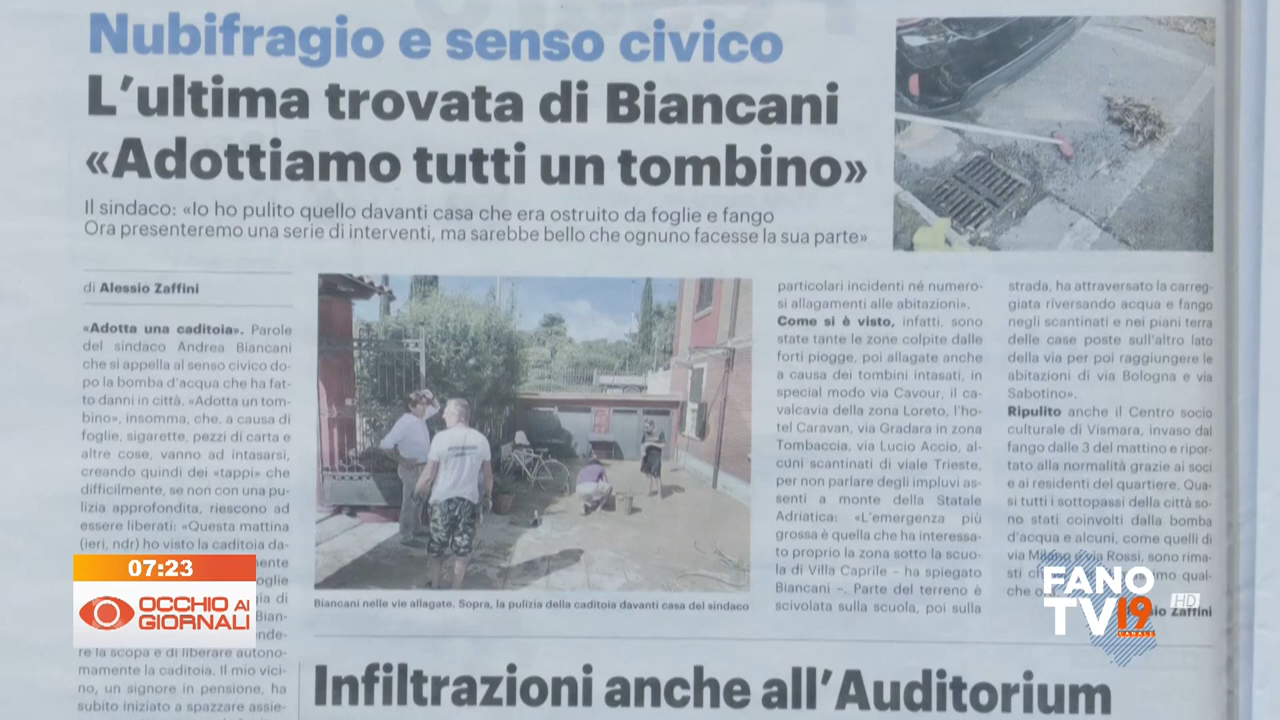 Nubifragio e senso civico
L'ultima trovata di Biancani
«Adottiamo tutti un tombino»
Il sindaco: «Io ho pulito quello davanti casa che era ostruito da foglie e fango
Ora presenteremo una serie di interventi, ma sarebbe bello che ognuno facesse la sua parte»
di Alessio Zaffini
«Adotta una caditoia». Parole
del sindaco Andrea Biancani
che si appella al senso civico do-
po la bomba d'acqua che ha fat-
to danni in città. «Adotta un tom-
bino», insomma, che, a causa di
foglie, sigarette, pezzi di carta e
altre cose, vanno ad intasarsi,
creando quindi dei «tappi» che
difficilmente, se non con una pu-
lizia approfondita, riescono ad
essere liberati: «Questa mattina
(ieri, ndr) ho visto la caditoia da-
mente
foglie
gia di
Bian-
ende-
re la scopa e di liberare autono-
mamente la caditoia. Il mio vici-
no, un signore in pensione, ha
subito iniziato a spazzare assie-
Biancani nelle vie allagate. Sopra, la pulizia della caditoia davanti casa del sindaco
particolari incidenti né numero-
si allagamenti alle abitazioni».
Come si è visto, infatti, sono
state tante le zone colpite dalle
forti piogge, poi allagate anche
a causa dei tombini intasati, in
special modo via Cavour, il ca-
valcavia della zona Loreto, l'ho-
tel Caravan, via Gradara in zona
Tombaccia, via Lucio Accio, al-
cuni scantinati di viale Trieste,
per non parlare degli impluvi as-
senti a monte della Statale
Adriatica: «L'emergenza più
grossa è quella che ha interessa-
to proprio la zona sotto la scuo-
la di Villa Caprile – ha spiegato
Biancani –. Parte del terreno è
scivolata sulla scuola, poi sulla
strada, ha attraversato la carreg-
giata riversando acqua e fango
negli scantinati e nei piani terra
delle case poste sull'altro lato
della via per poi raggiungere le
abitazioni di via Bologna e via
Sabotino».
Ripulito anche il Centro socio
culturale di Vismara, invaso dal
fango dalle 3 del mattino e ripor-
tato alla normalità grazie ai soci
e ai residenti del quartiere. Qua-
si tutti i sottopassi della città so-
no stati coinvolti dalla bomba
d'acqua e alcuni, come quelli di
via Milano e via Rossi, sono rima-
sti qual-
che
Zaffini
Infiltrazioni anche all'Auditorium
07:23
OCCHIO AI
GIORNALI
FANO
TV 19 HD
CANALE